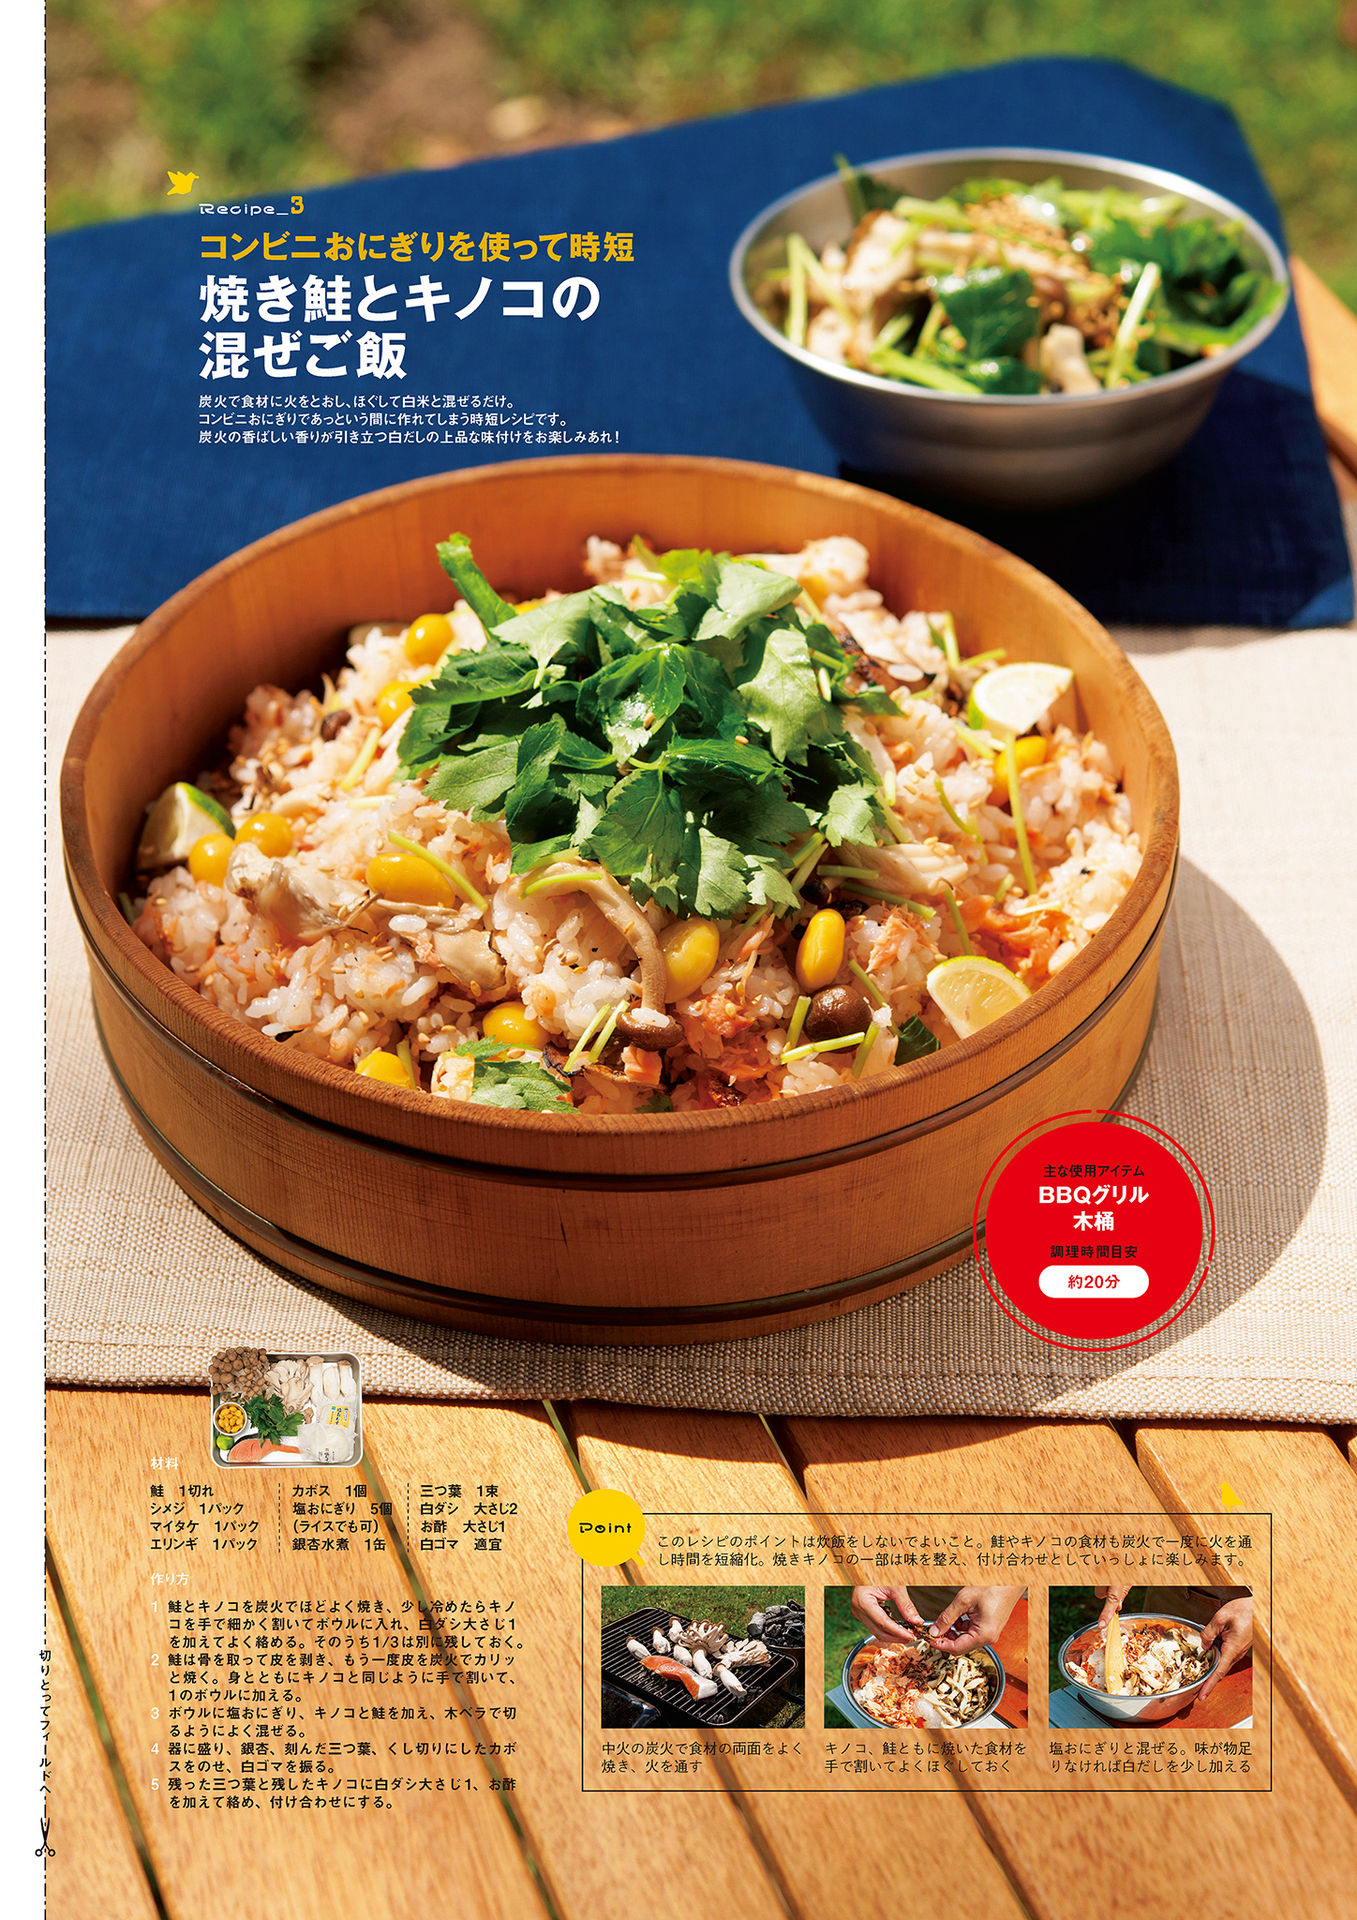 Recipe_3
コンビニおにぎりを使って時短
焼き鮭とキノコの
混ぜご飯
炭火で食材に火をとおし、ほぐして白米と混ぜるだけ。
コンビニおにぎりであっという間に作れてしまう時短レシピです。
炭火の香ばしい香りが引き立つ白だしの上品な味付けをお楽しみあれ！
主な使用アイテム
BBQグリル
木桶
調理時間目安
約20分
材料
鮭　1切れ
シメジ　1パック
マイタケ　1パック
エリンギ　1パック
カボス　1個
塩おにぎり　5個
（ライスでも可）
銀杏水煮　1缶
三つ葉　1束
白ダシ　大さじ2
お酢　大さじ1
白ゴマ　適宜
作り方
1 鮭とキノコを炭火でほどよく焼き、少し冷めたらキノ
コを手で細かく割いてボウルに入れ、白ダシ大さじ1
を加えてよく絡める。そのうち1/3は別に残しておく。
2 鮭は骨を取って皮を剥き、もう一度皮を炭火でカリッ
と焼く。身とともにキノコと同じように手で割いて、
1のボウルに加える。
3 ボウルに塩おにぎり、キノコと鮭を加え、木ベラで切
るようによく混ぜる。
4 器に盛り、銀杏、刻んだ三つ葉、くし切りにしたカボ
スをのせ、白ゴマを振る。
5 残った三つ葉と残したキノコに白ダシ大さじ1、お酢
を加えて絡め、付け合わせにする。
Point
このレシピのポイントは炊飯をしないでよいこと。鮭やキノコの食材も炭火で一度に火を通
し時間を短縮化。焼きキノコの一部は味を整え、付け合わせとしていっしょに楽しみます。
中火の炭火で食材の両面をよく
焼き、火を通す
キノコ、鮭ともに焼いた食材を
手で割いてよくほぐしておく
塩おにぎりと混ぜる。味が物足
りなければ白だしを少し加える
切りとってフィールドへ